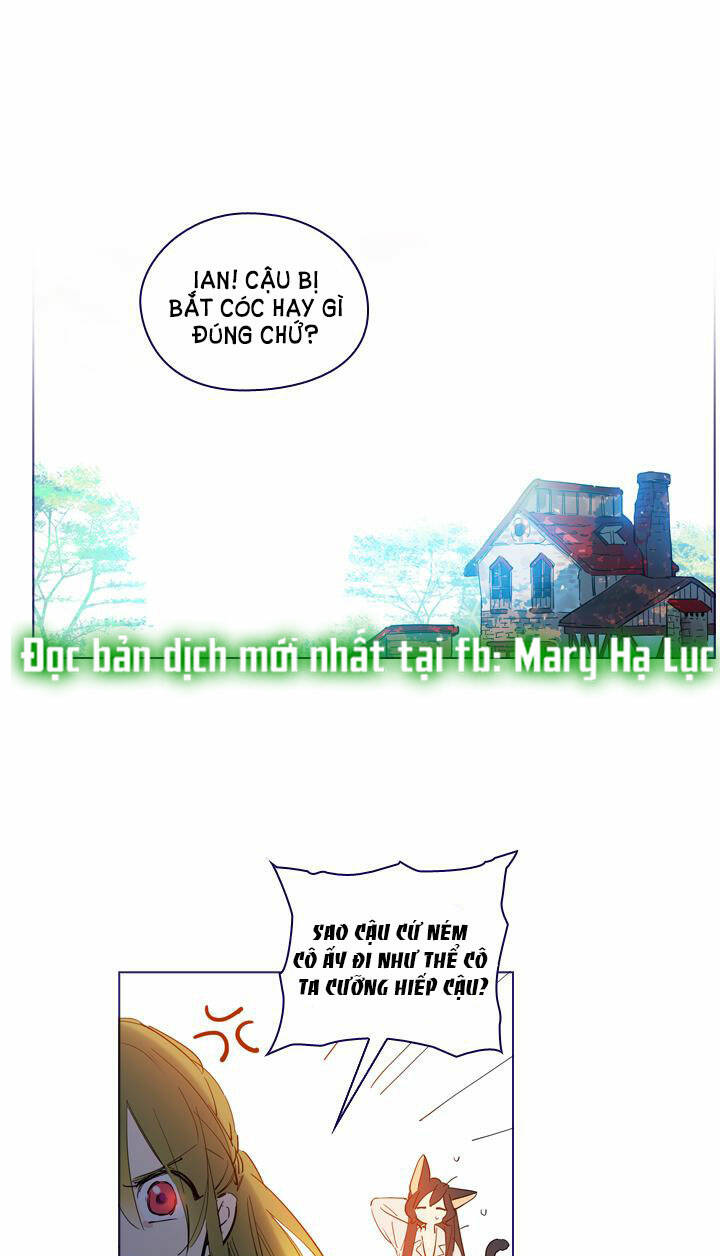 IAN! CẬU BỊ
BẮT CÓC HAY GÌ
ĐÚNG CHỨ?
Đọc bản dịch mới nhất tại fb: Mary Hạ Lục
SAO CẬU CỨ NÉM
CÔ ẤY ĐI NHƯ THỂ CÔ
TA CƯỠNG HIẾP CẬU?